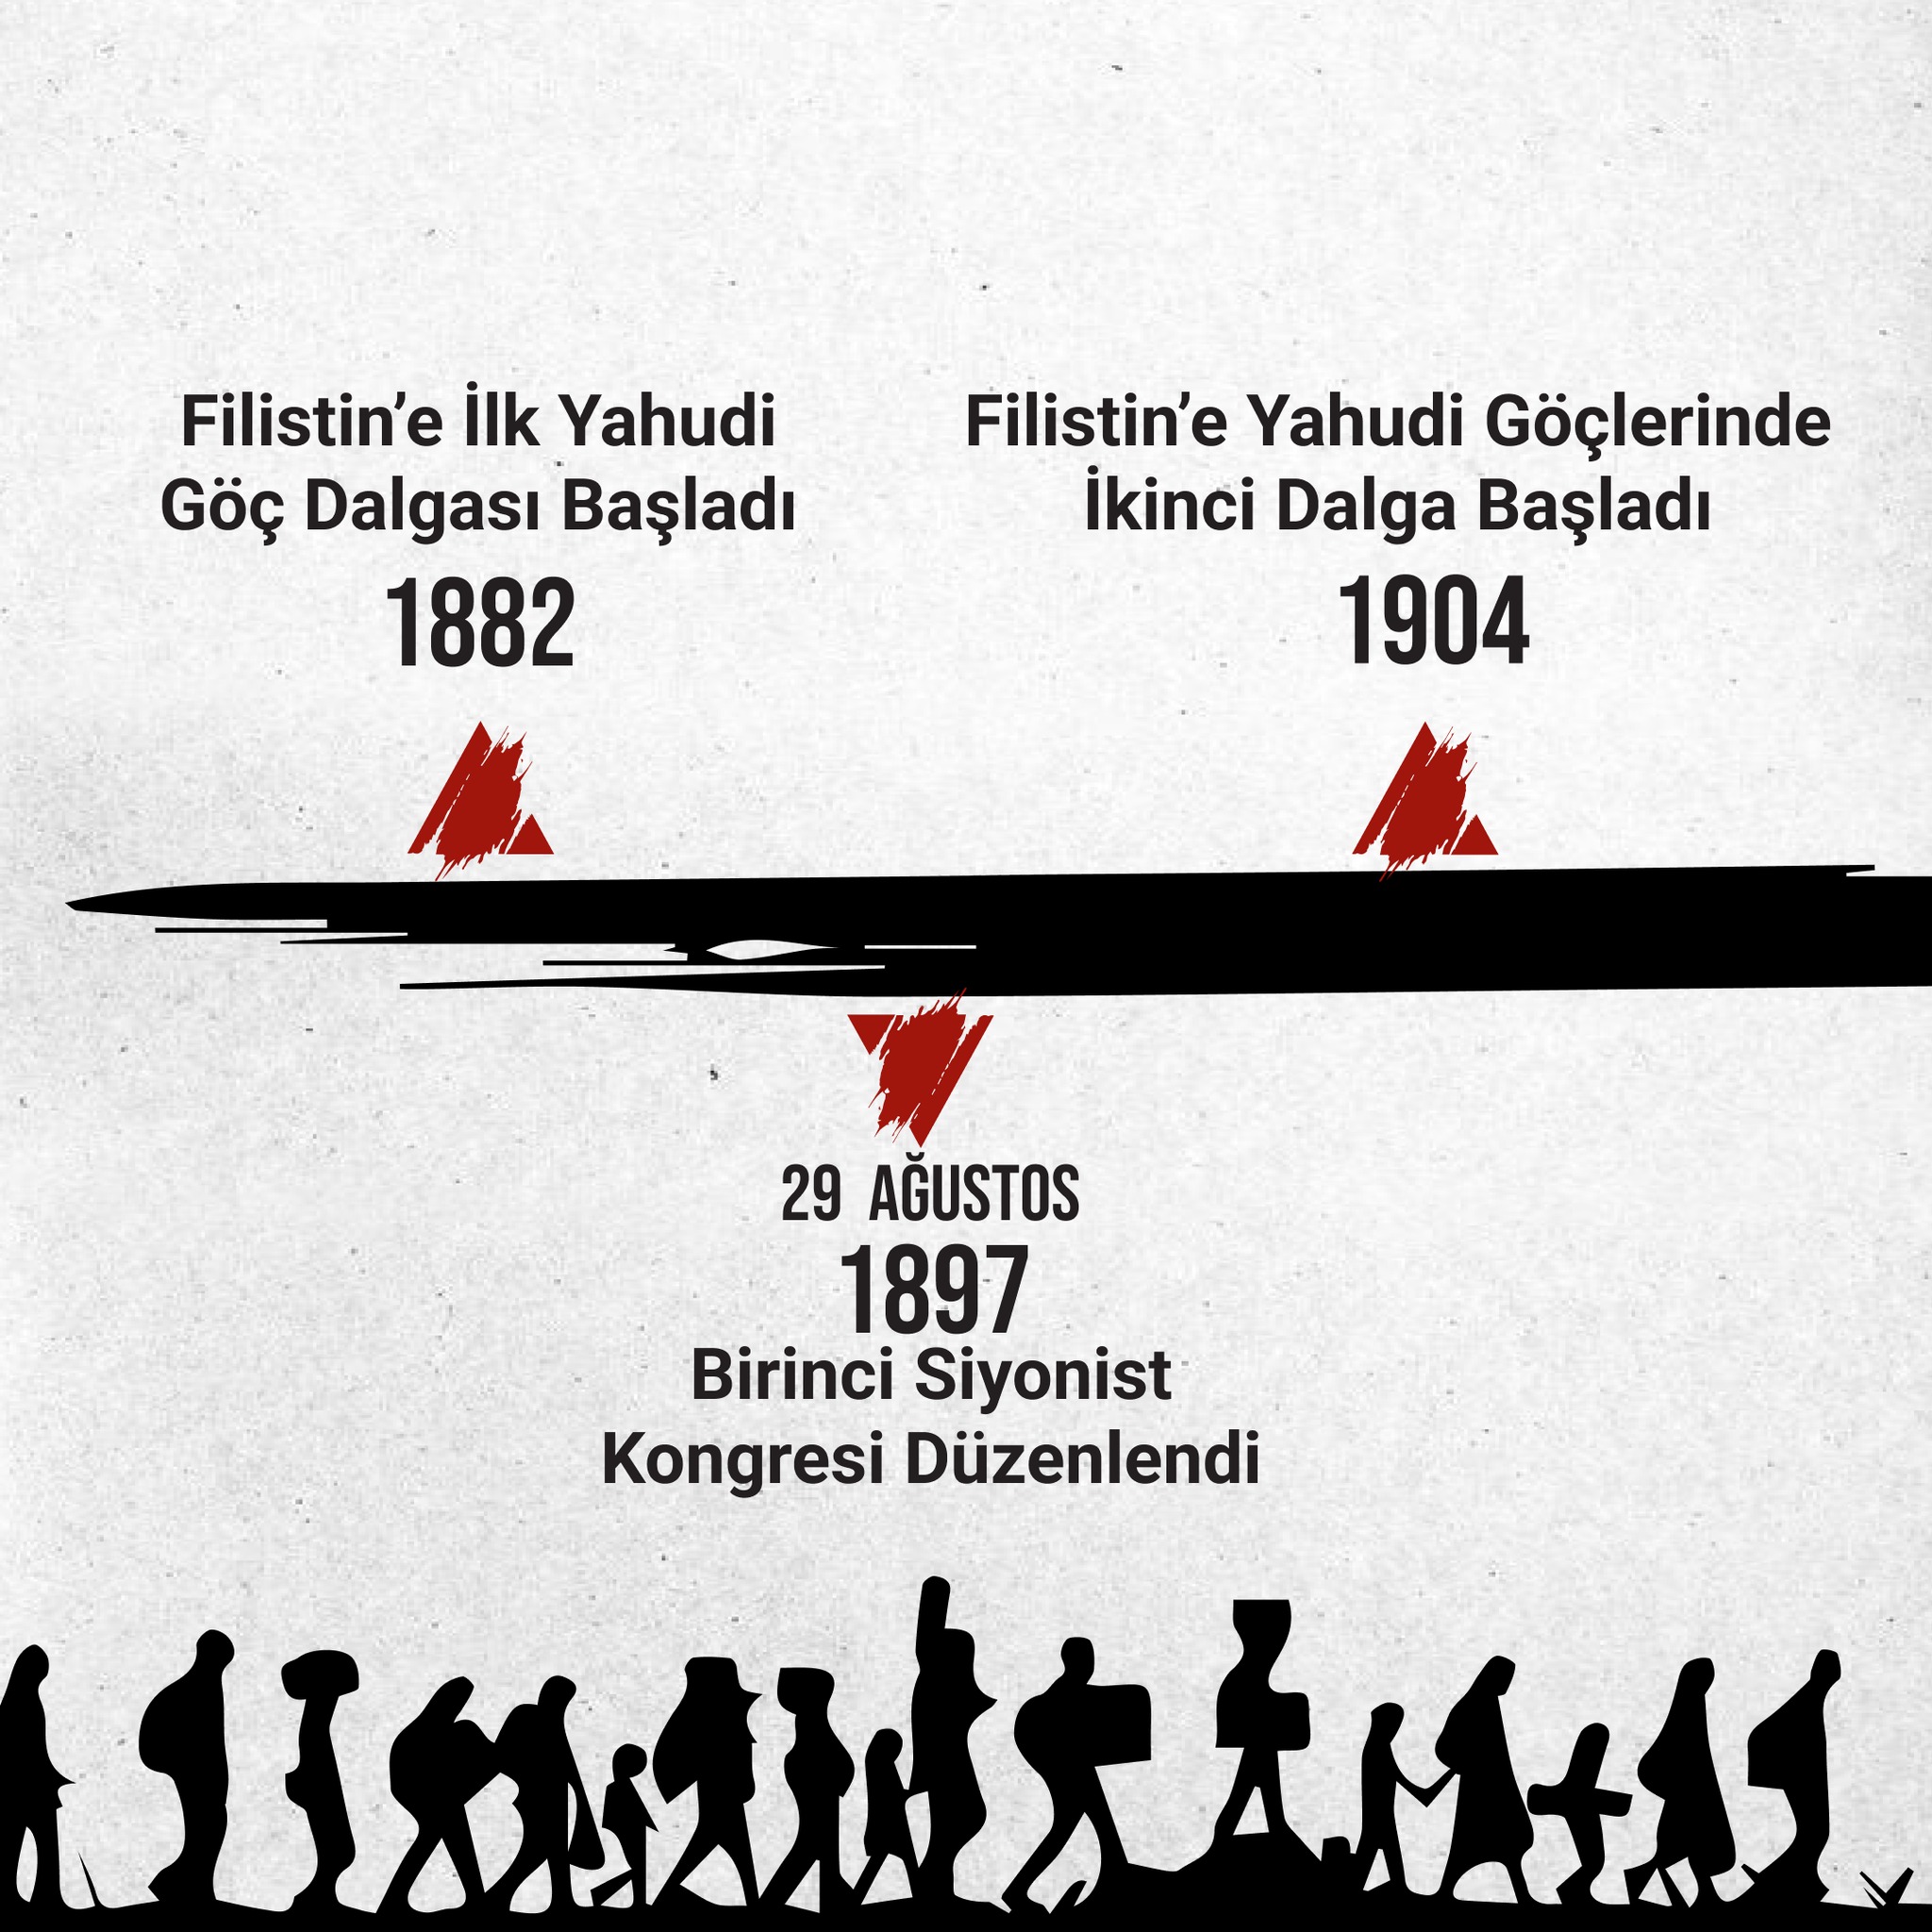 Filistin’e İlk Yahudi
Göç Dalgası Başladı
1882
Filistin’e Yahudi Göçlerinde
İkinci Dalga Başladı
1904
29 AĞUSTOS
1897
Birinci Siyonist
Kongresi Düzenlendi